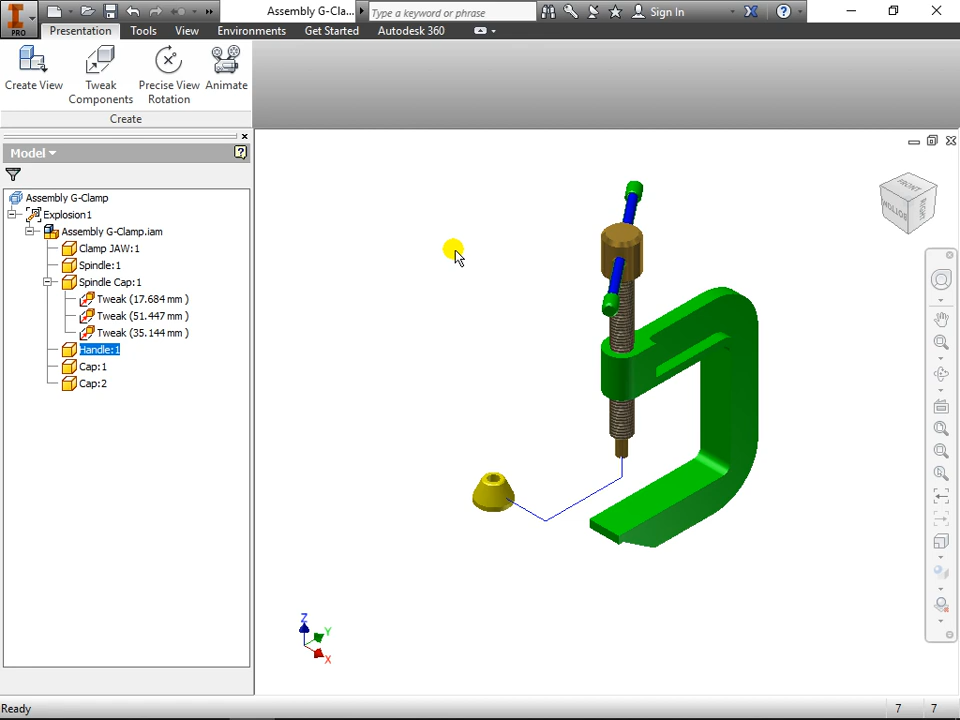 PRO
Assembly G-Cla...
Type a keyword or phrase
Sign In
Presentation
Tools
View
Environments
Get Started
Autodesk 360
Create View
Tweak Components
Precise View Rotation
Animate
Create
Model
Assembly G-Clamp
Explosion1
Assembly G-Clamp.iam
Clamp JAW:1
Spindle:1
Spindle Cap:1
Tweak (17.684 mm )
Tweak (51.447 mm )
Tweak (35.144 mm )
Handle:1
Cap:1
Cap:2
FRONT
RIGHT
BOTTOM
Z
Y
X
Ready
7
7